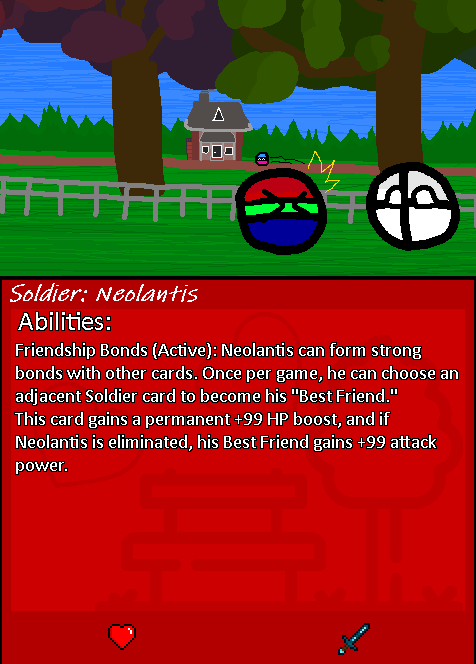 Soldier: Neolantis
Abilities:
Friendship Bonds (Active): Neolantis can form strong
bonds with other cards. Once per game, he can choose an
adjacent Soldier card to become his "Best Friend."
This card gains a permanent +99 HP boost, and if
Neolantis is eliminated, his Best Friend gains +99 attack
power.